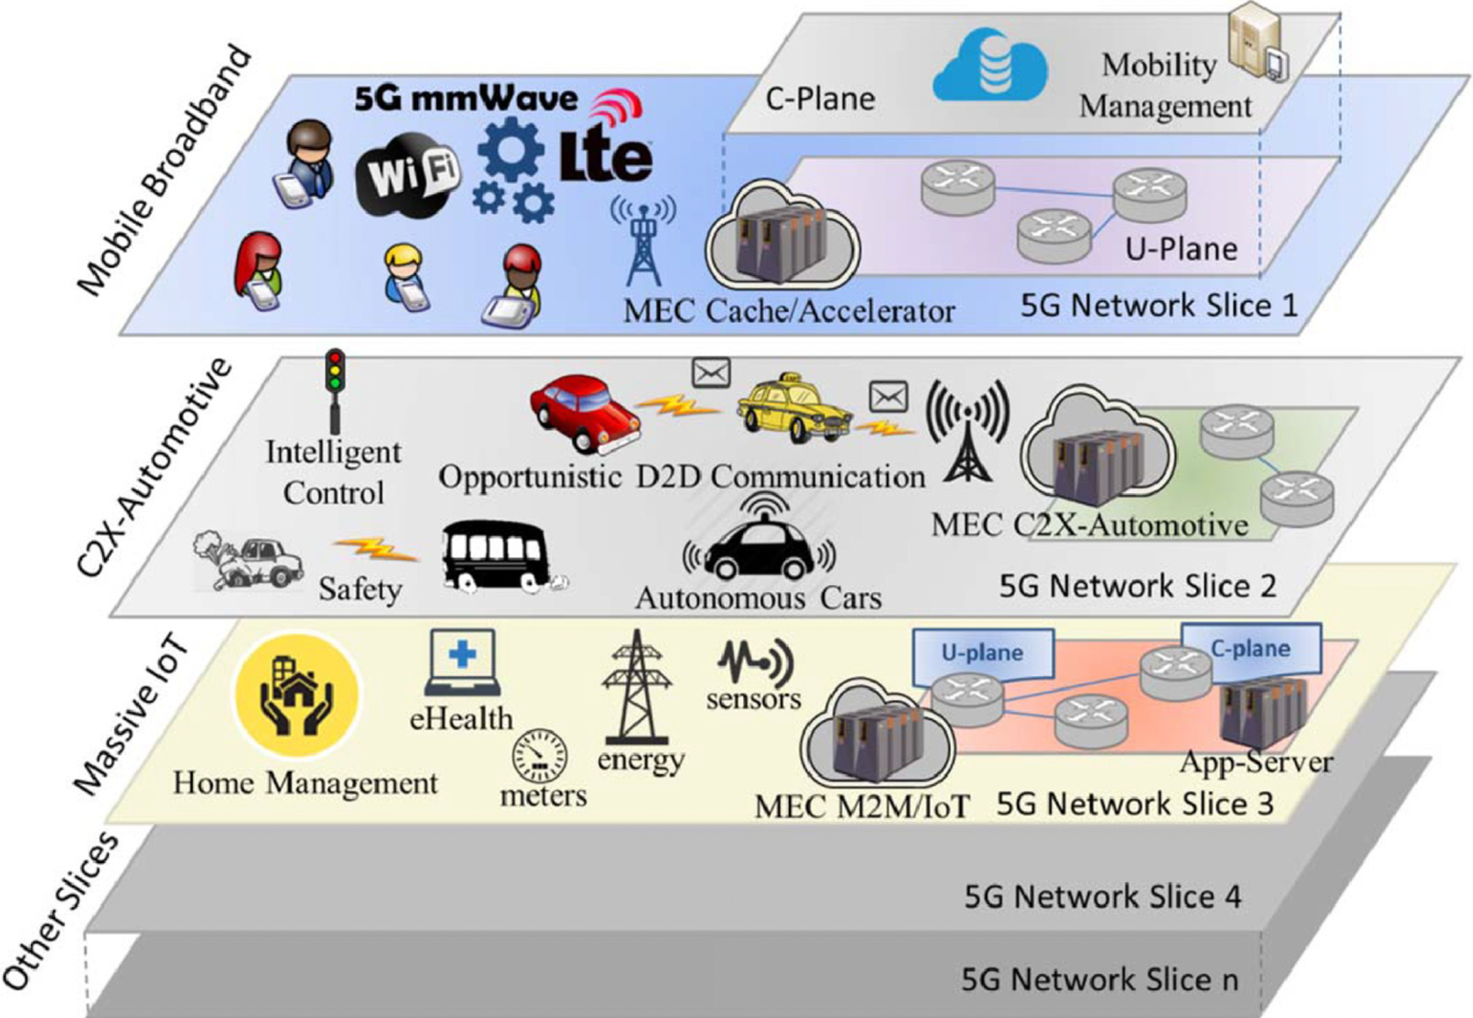 Mobile Broadband
5G mmWave
WiFi
Lte
C-Plane
Mobility
Management
U-Plane
MEC Cache/Accelerator
5G Network Slice 1
C2X-Automotive
Intelligent
Control
Opportunistic D2D Communication
MEC C2X-Automotive
Safety
Autonomous Cars
5G Network Slice 2
Massive IoT
Home Management
eHealth
meters
energy
sensors
U-plane
C-plane
App-Server
MEC M2M/IoT
5G Network Slice 3
Other Slices
5G Network Slice 4
5G Network Slice n